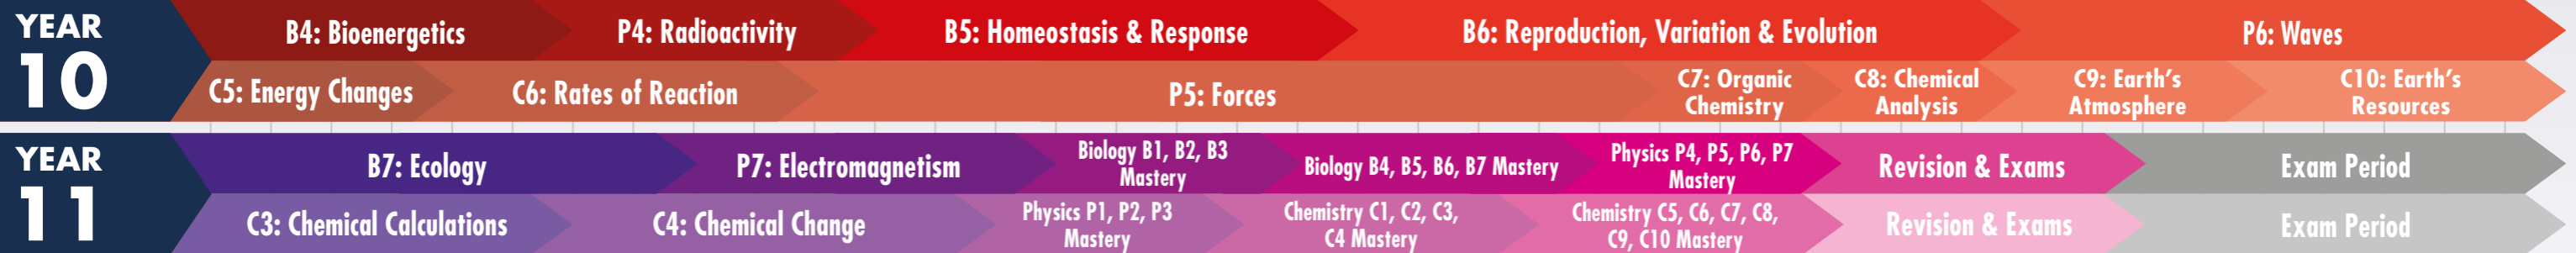 YEAR
10
B4: Bioenergetics
P4: Radioactivity
B5: Homeostasis & Response
B6: Reproduction, Variation & Evolution
P6: Waves
C5: Energy Changes
C6: Rates of Reaction
P5: Forces
C7: Organic
Chemistry
C8: Chemical
Analysis
C9: Earth's
Atmosphere
C10: Earth's
Resources
YEAR
11
B7: Ecology
P7: Electromagnetism
Biology B1, B2, B3
Mastery
Biology B4, B5, B6, B7 Mastery
Physics P4, P5, P6, P7
Mastery
Revision & Exams
Exam Period
C3: Chemical Calculations
C4: Chemical Change
Physics P1, P2, P3
Mastery
Chemistry C1, C2, C3,
C4 Mastery
Chemistry C5, C6, C7, C8,
C9, C10 Mastery
Revision & Exams
Exam Period